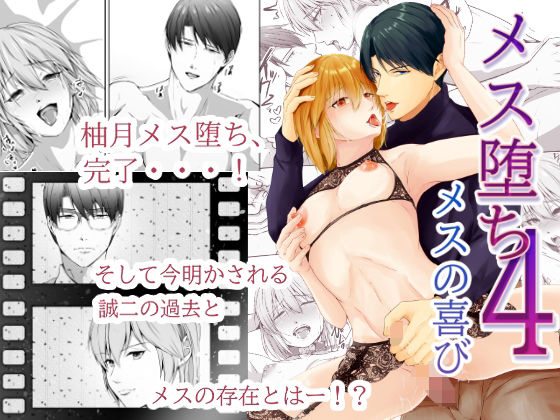 メス堕ち4
メスの喜び
柚月メス堕ち、
完了・・・！
そして今明かされる
誠二の過去と
メスの存在とはー！？